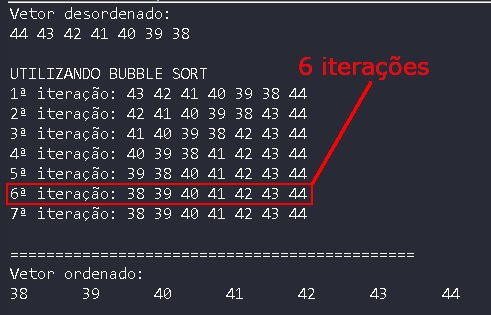 Vetor desordenado:
44 43 42 41 40 39 38
UTILIZANDO BUBBLE SORT
6 iterações
1ª iteração: 43 42 41 40 39 38 44
2ª iteração: 42 41 40 39 38 43 44
3ª iteração: 41 40 39 38 42 43 44
4ª iteração: 40 39 38 41 42 43 44
5ª iteração: 39 38 40 41 42 43 44
6ª iteração: 38 39 40 41 42 43 44
7ª iteração: 38 39 40 41 42 43 44
=============================================
Vetor ordenado:
38 39 40 41 42 43 44